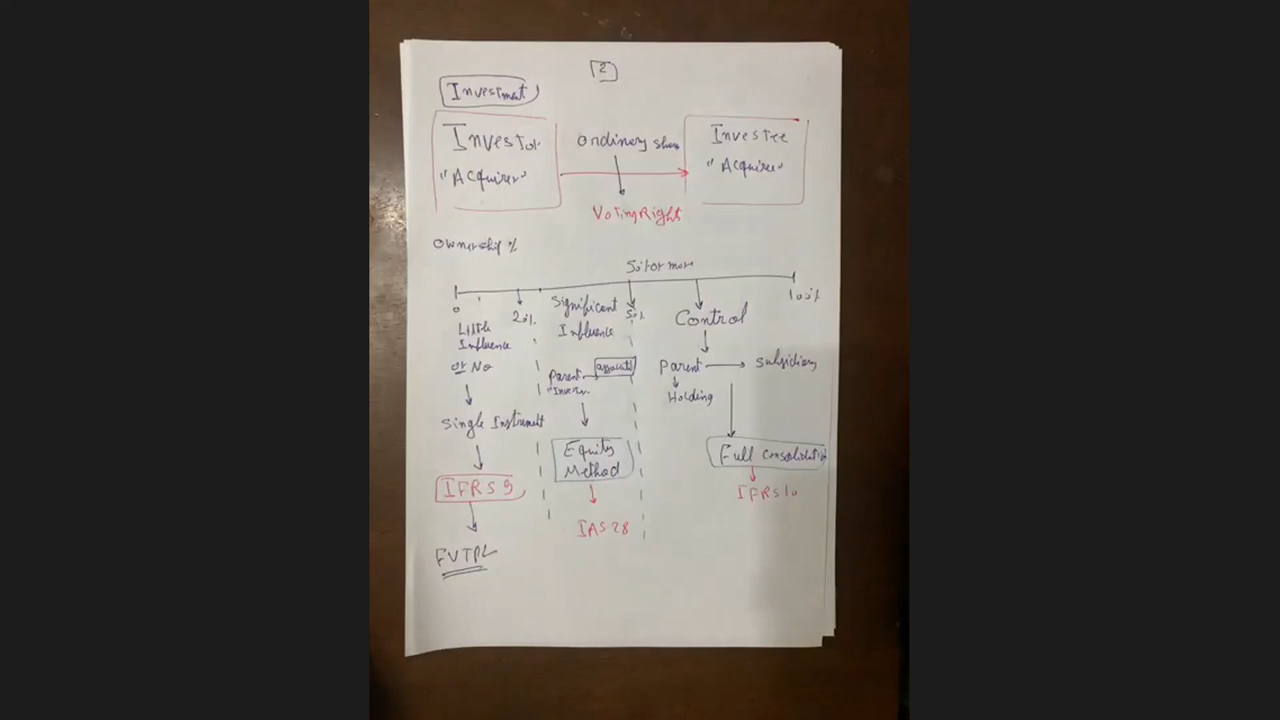 2
Investment
Investor
"Acquirer"
ordinary share
Investee
"Acquiree"
Voting Right
Ownership %
50% or more
0
20%
50%
100%
Little
Influence
or No
Significant
Influence
Control
Single Instrument
Parent
"Investor"
associate
Parent
Subsidiary
Holding
IFRS 9
FVTPL
Equity
Method
IAS 28
Full consolidation
IFRS 10